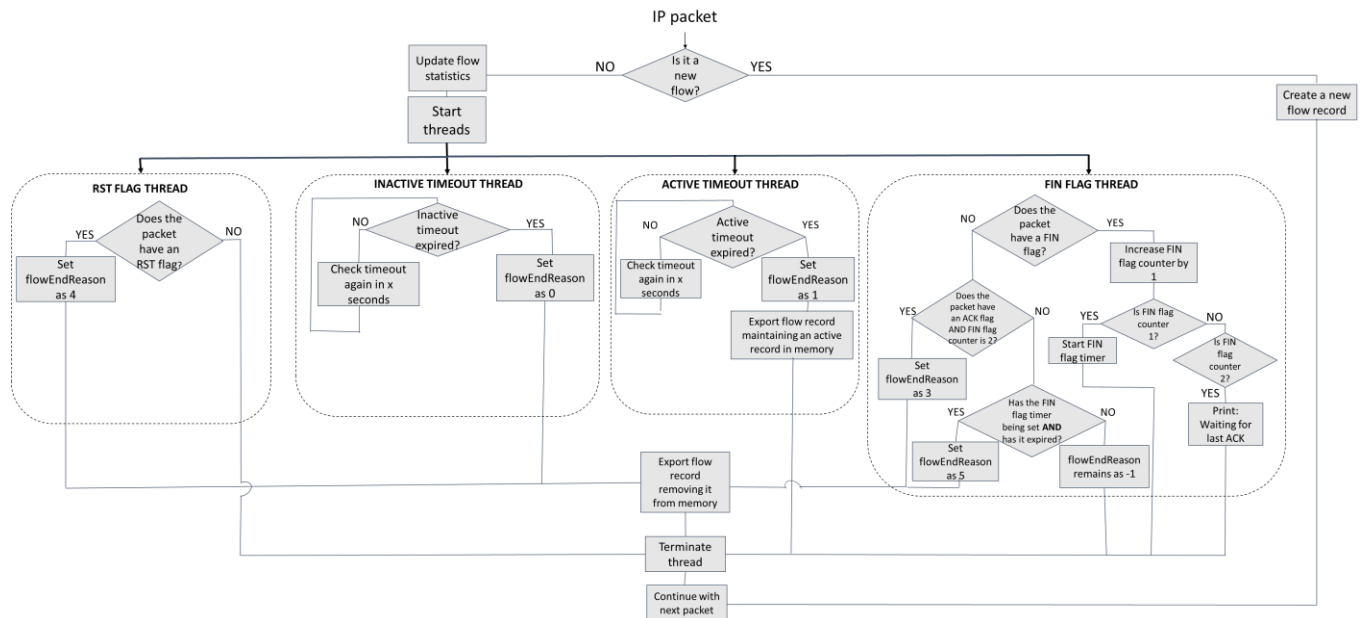 IP packet
Is it a
new
flow?
NO
YES
Update flow
statistics
Start
threads
Create a new
flow record
RST FLAG THREAD
Does the
packet
have an
RST flag?
YES
NO
Set
flowEndReason
as 4
INACTIVE TIMEOUT THREAD
Inactive
timeout
expired?
NO
YES
Check timeout
again in x
seconds
Set
flowEndReason
as 0
ACTIVE TIMEOUT THREAD
Active
timeout
expired?
NO
YES
Check timeout
again in x
seconds
Set
flowEndReason
as 1
Export flow record
maintaining an active
record in memory
FIN FLAG THREAD
Does the
packet
have a FIN
flag?
NO
YES
Increase FIN
flag counter by
1
Does the
packet have
an ACK flag
AND FIN flag
counter is 2?
YES
NO
Is FIN flag
counter
1?
YES
NO
Start FIN
flag timer
Is FIN
flag
counter
2?
YES
Print:
Waiting for
last ACK
Set
flowEndReason
as 3
Has the FIN
flag timer
being set AND
has it expired?
YES
NO
Set
flowEndReason
as 5
flowEndReason
remains as -1
Export flow
record
removing it
from memory
Terminate
thread
Continue with
next packet